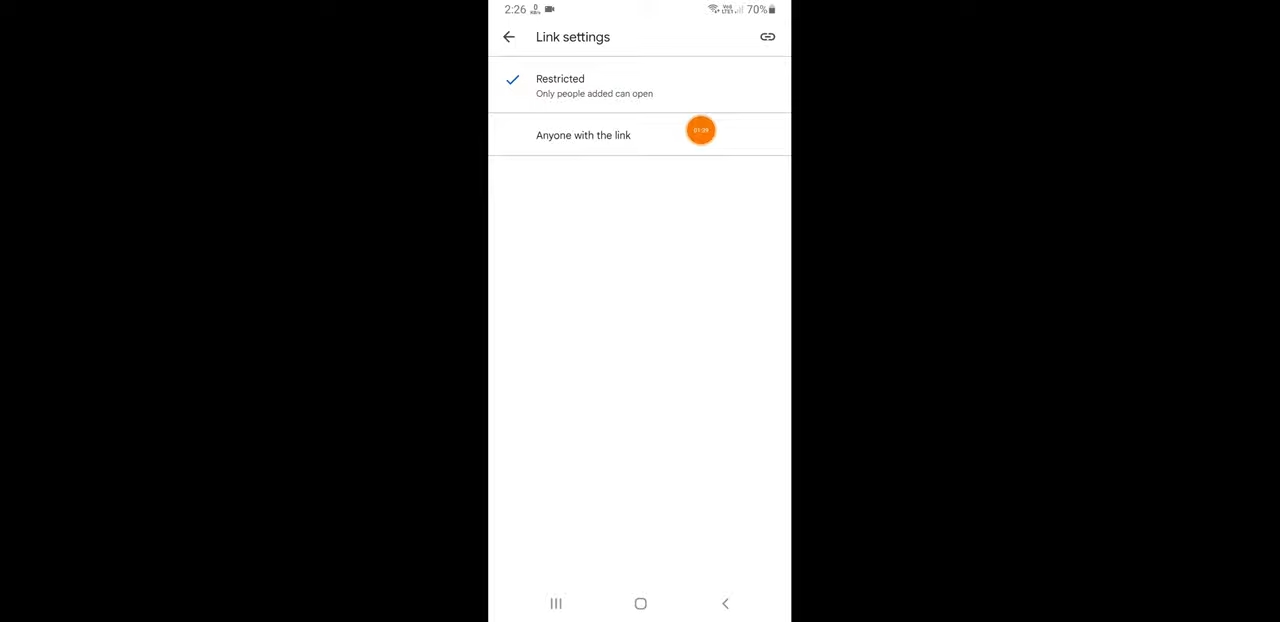 2:26 70%
Link settings
Restricted
Only people added can open
Anyone with the link